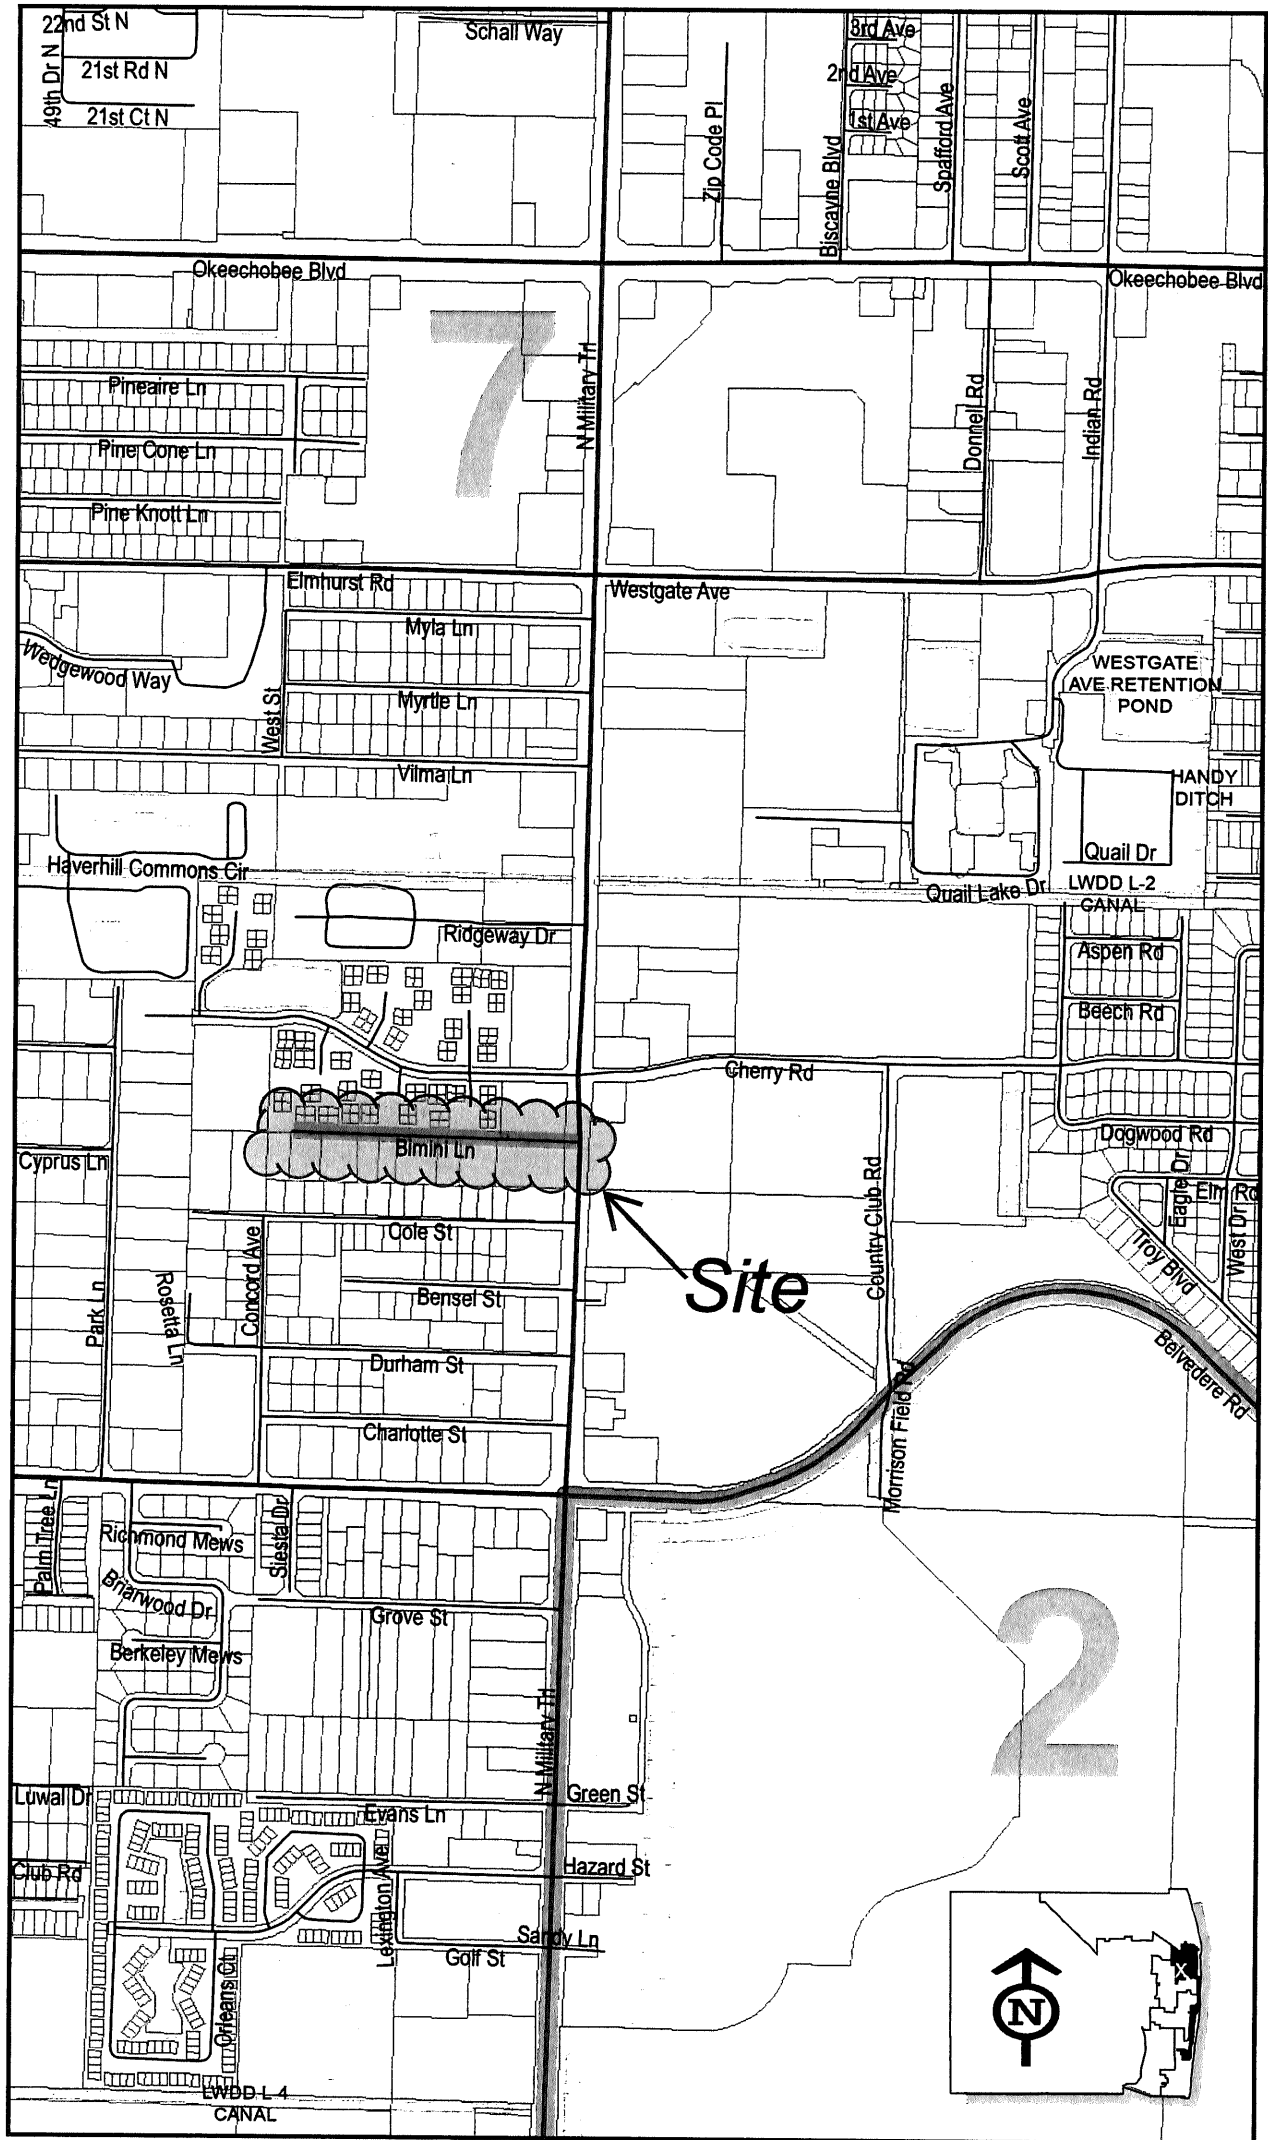 22nd St N
Schall Way
3rd Ave
49th Dr N
21st Rd N
2nd Ave
21st Ct N
Zip Code Pl
1st Ave
Biscayne Blvd
Spafford Ave
Scott Ave
Okeechobee Blvd
Okeechobee Blvd
7
N Military Trl
Pineaire Ln
Donnell Rd
Indian Rd
Pine Cone Ln
Pine Knott Ln
Elmhurst Rd
Westgate Ave
Myla Ln
Wedgewood Way
WESTGATE
AVE.RETENTION
POND
West St
Myrtle Ln
Vilma Ln
HANDY
DITCH
Haverhill Commons Cir
Quail Dr
Quail Lake Dr
LWDD L-2
CANAL
Ridgeway Dr
Aspen Rd
Beech Rd
Cherry Rd
Bimini Ln
Dogwood Rd
Cyprus Ln
Country Club Rd
Eagle Dr
Elm Rd
Cole St
Concord Ave
Site
Troy Blvd
West Dr
Park Ln
Rosetta Ln
Bensel St
Durham St
Belvedere Rd
Morrison Field Rd
Charlotte St
Palm Tree Ln
Richmond Mews
Siesta Dr
Briarwood Dr
Grove St
2
Berkeley Mews
N Military Trl
Luwal Dr
Green St
Evans Ln
Club Rd
Lexington Ave
Hazard St
Sandy Ln
Golf St
Orleans Ct
X
N
LWDD L-4
CANAL